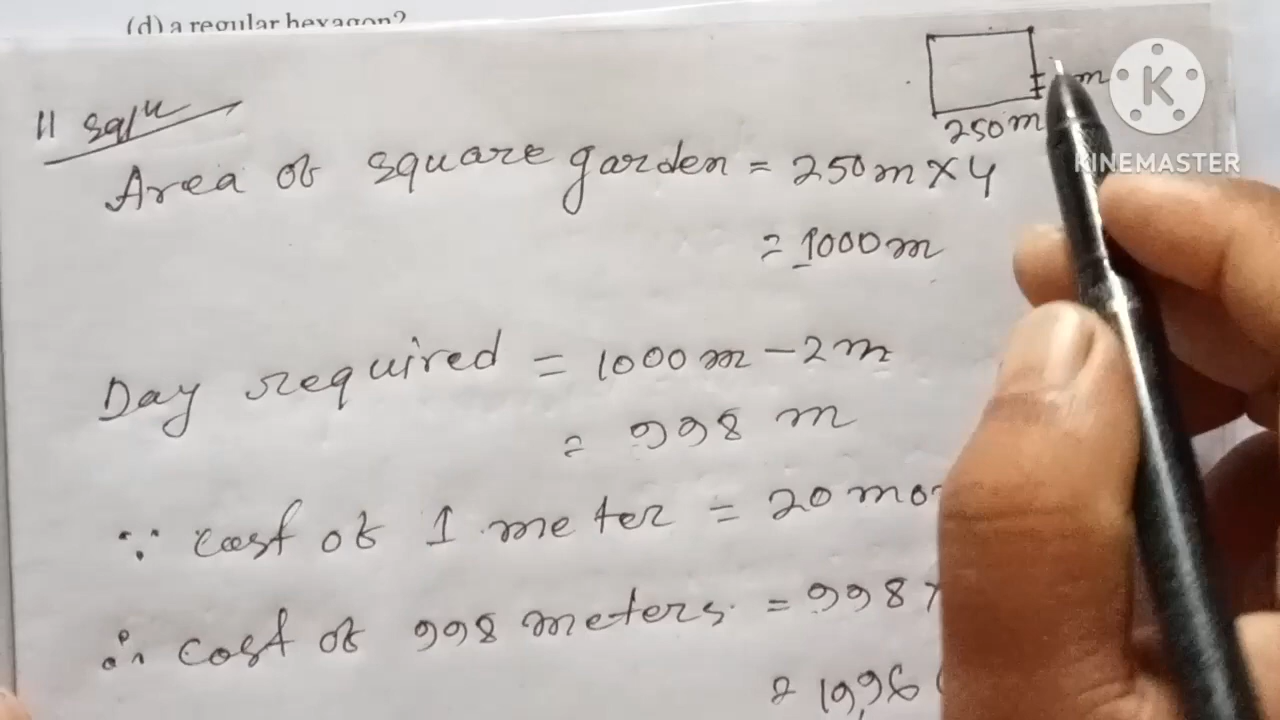 (d) a regular hexagon?
11 Solⁿ
250m
m
K
KINEMASTER
Area of square garden = 250m × 4
= 1000m
Day required = 1000m - 2m
= 998 m
∵ cost of 1 meter = 20
∴ cost of 998 meters = 998 ×
= 1996